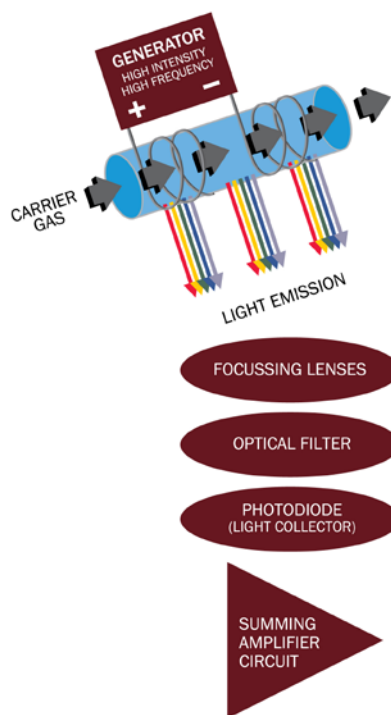 GENERATOR
HIGH INTENSITY
HIGH FREQUENCY
+ −
CARRIER
GAS
LIGHT EMISSION
FOCUSSING LENSES
OPTICAL FILTER
PHOTODIODE
(LIGHT COLLECTOR)
SUMMING
AMPLIFIER
CIRCUIT